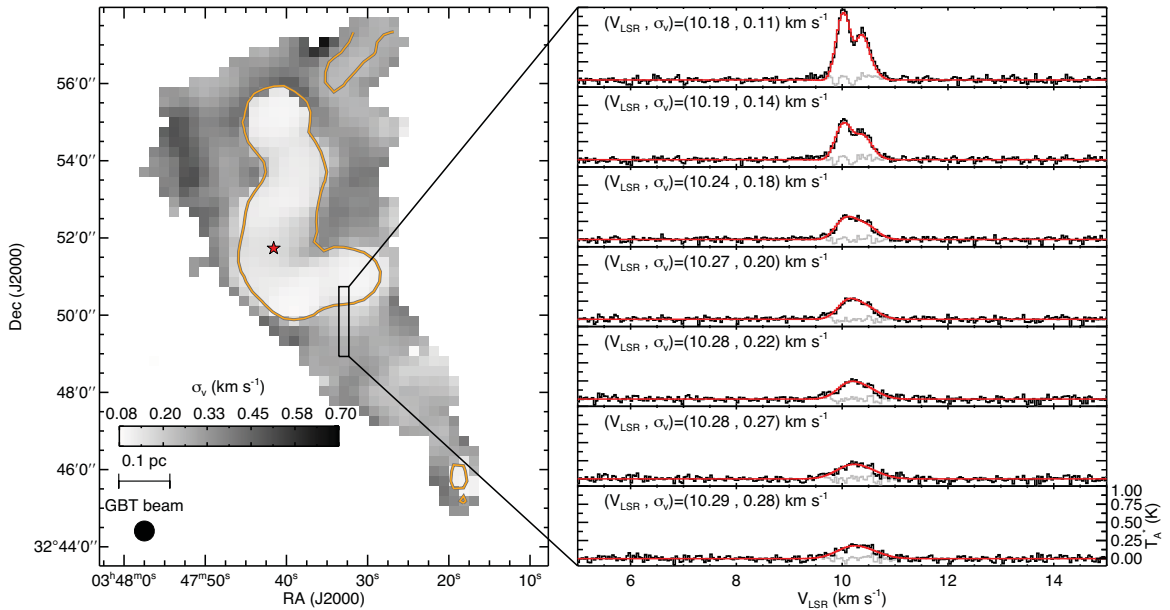 56'0''
54'0''
52'0''
50'0''
48'0''
46'0''
32°44'0''
Dec (J2000)
σv (km s-1)
0.08 0.20 0.33 0.45 0.58 0.70
0.1 pc
GBT beam
03h48m0s 47m50s 40s 30s 20s 10s
RA (J2000)
(VLSR , σv)=(10.18 , 0.11) km s-1
(VLSR , σv)=(10.19 , 0.14) km s-1
(VLSR , σv)=(10.24 , 0.18) km s-1
(VLSR , σv)=(10.27 , 0.20) km s-1
(VLSR , σv)=(10.28 , 0.22) km s-1
(VLSR , σv)=(10.28 , 0.27) km s-1
(VLSR , σv)=(10.29 , 0.28) km s-1
1.00
0.75
0.50
0.25
0.00
TA* (K)
6 8 10 12 14
VLSR (km s-1)